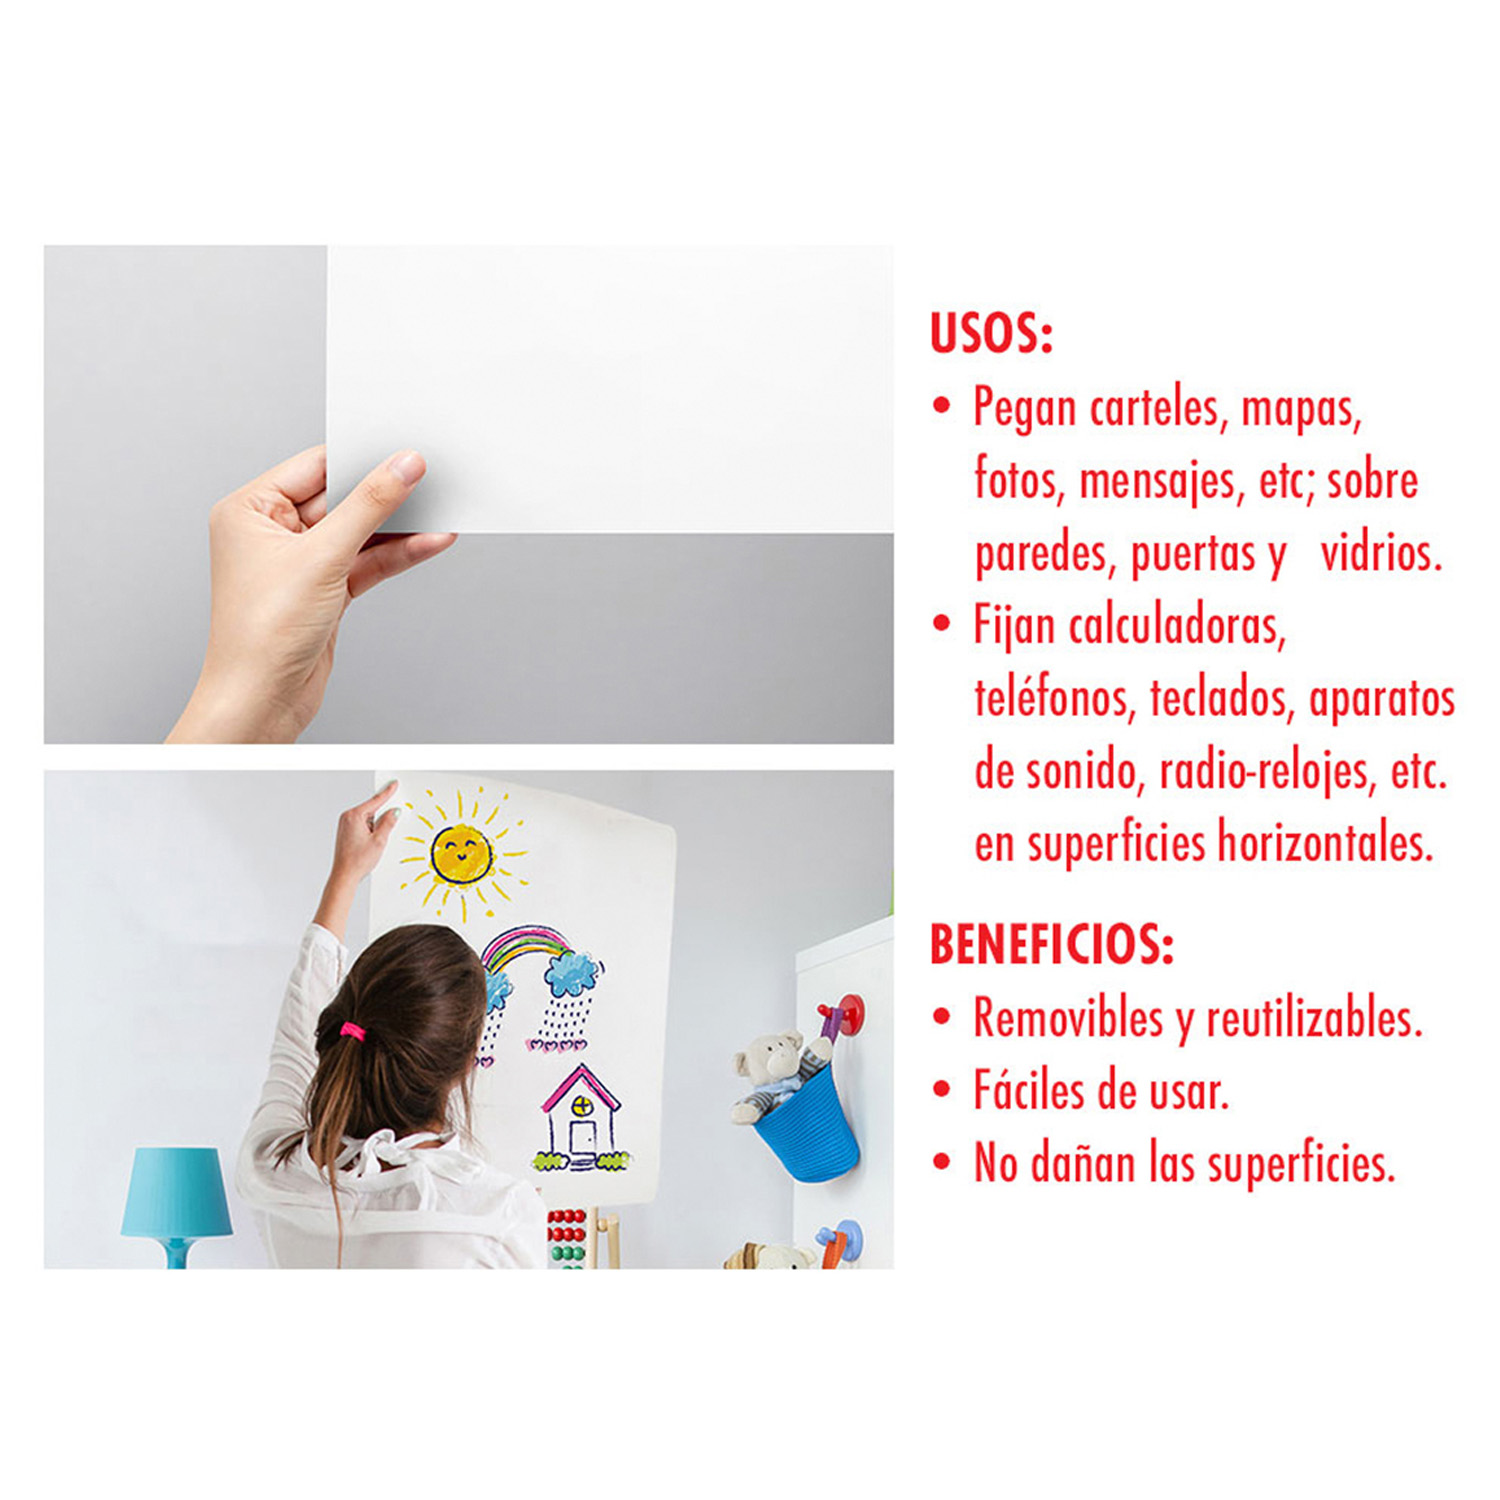 USOS:
• Pegan carteles, mapas,
fotos, mensajes, etc; sobre
paredes, puertas y vidrios.
• Fijan calculadoras,
teléfonos, teclados, aparatos
de sonido, radio-relojes, etc.
en superficies horizontales.
BENEFICIOS:
• Removibles y reutilizables.
• Fáciles de usar.
• No dañan las superficies.